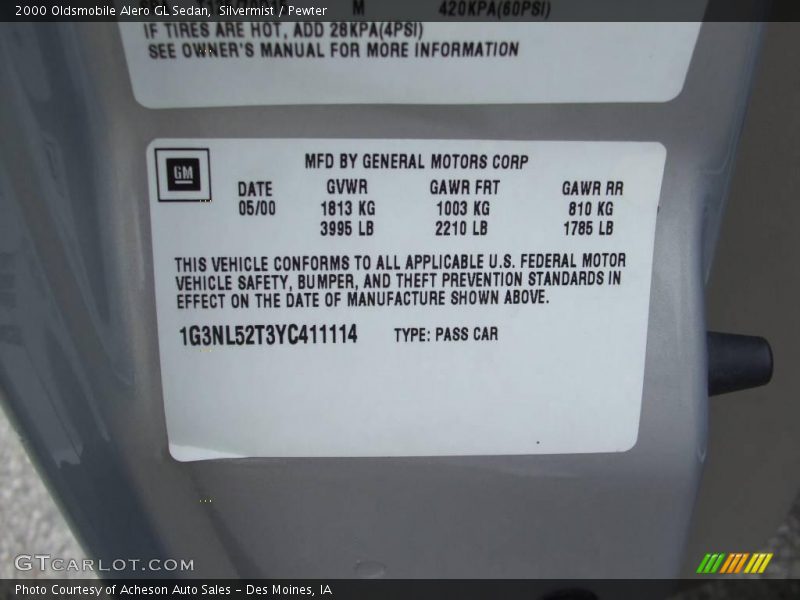 2000 Oldsmobile Alero GL Sedan, Silvermist / Pewter
M 420KPA(60PSI)
IF TIRES ARE HOT, ADD 28KPA(4PSI)
SEE OWNER'S MANUAL FOR MORE INFORMATION
GM
MFD BY GENERAL MOTORS CORP
DATE GVWR GAWR FRT GAWR RR
05/00 1813 KG 1003 KG 810 KG
3995 LB 2210 LB 1785 LB
THIS VEHICLE CONFORMS TO ALL APPLICABLE U.S. FEDERAL MOTOR
VEHICLE SAFETY, BUMPER, AND THEFT PREVENTION STANDARDS IN
EFFECT ON THE DATE OF MANUFACTURE SHOWN ABOVE.
1G3NL52T3YC411114 TYPE: PASS CAR
GTCARLOT.COM
Photo Courtesy of Acheson Auto Sales - Des Moines, IA